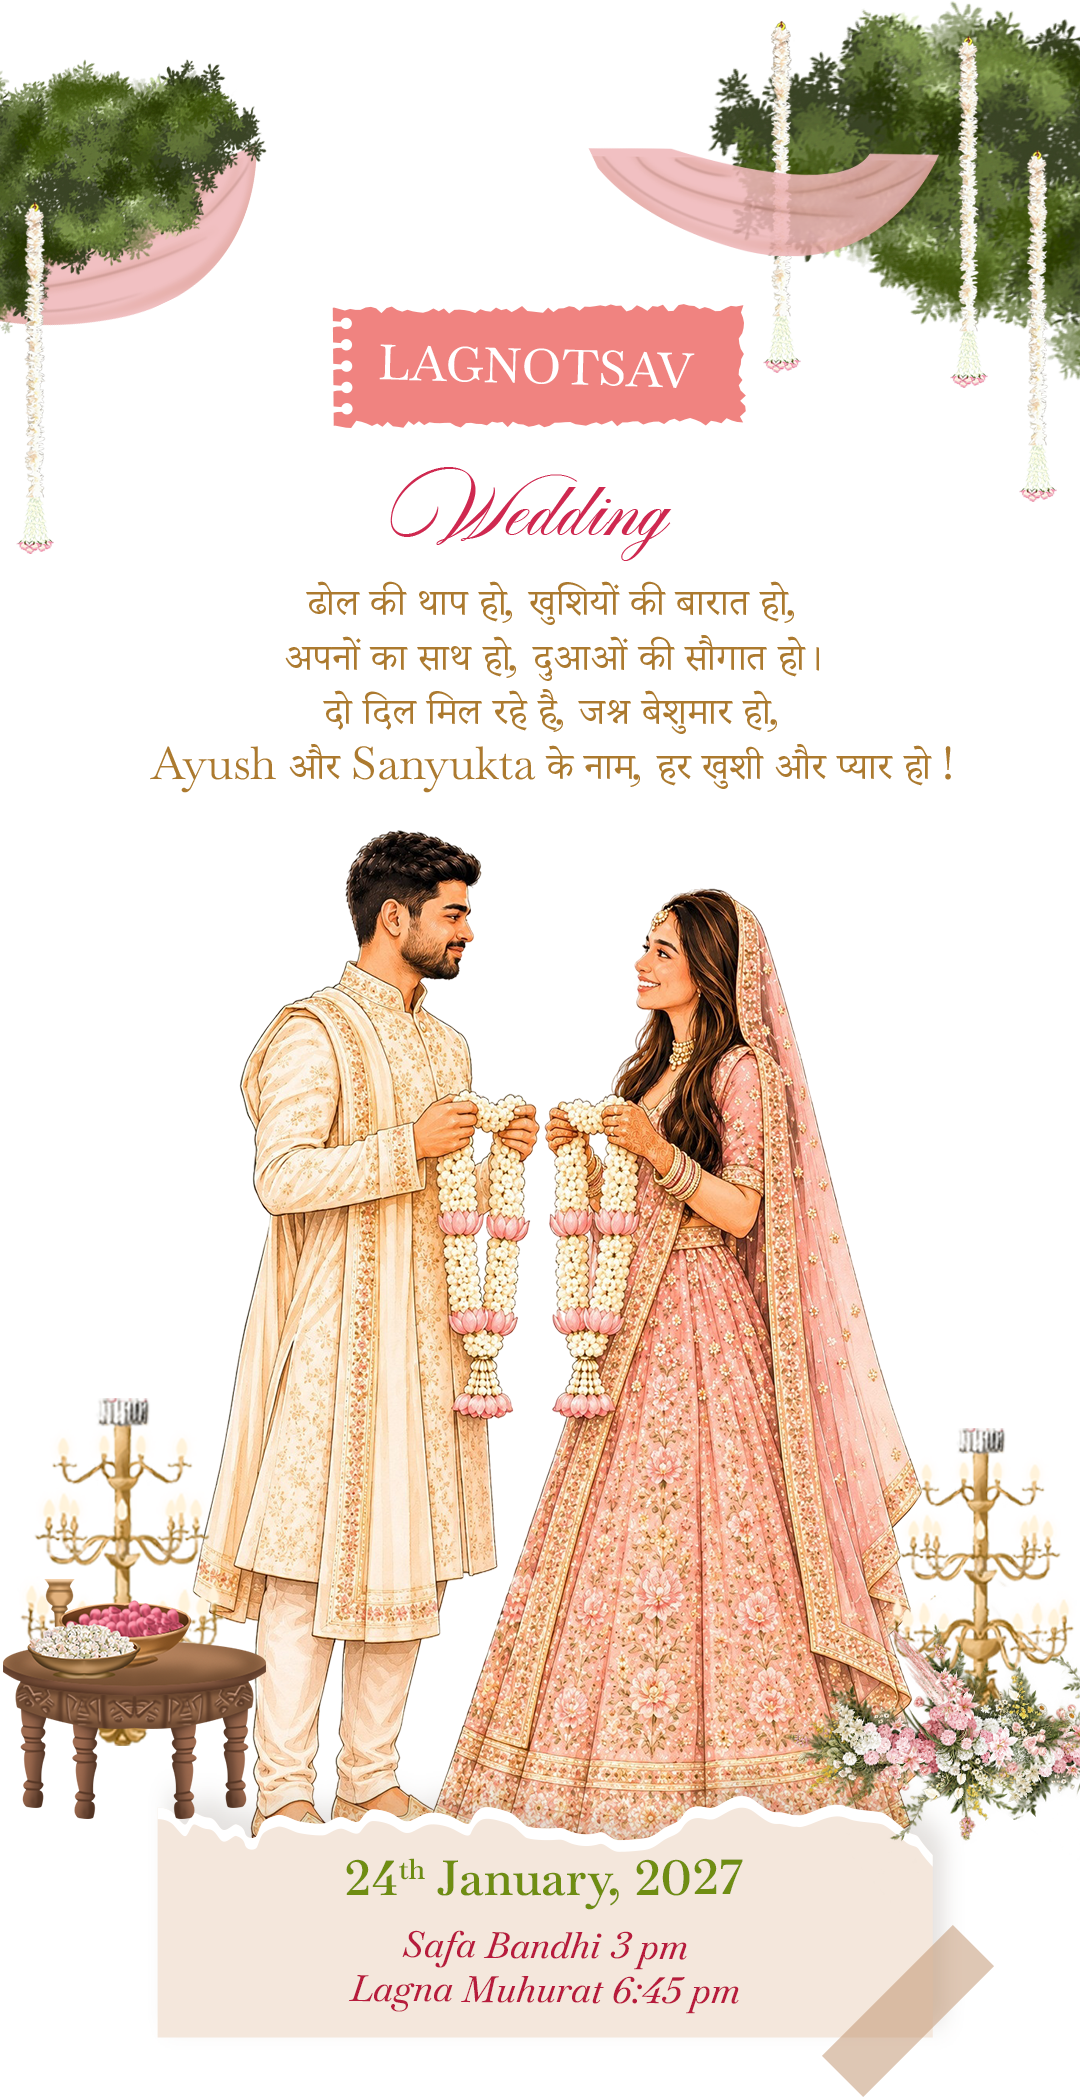 LAGNOTSAV
Wedding
ढोल की थाप हो, खुशियों की बारात हो,
अपनों का साथ हो, दुआओं की सौगात हो।
दो दिल मिल रहे है, जश्न बेशुमार हो,
Ayush और Sanyukta के नाम, हर खुशी और प्यार हो !
24th January, 2027
Safa Bandhi 3 pm
Lagna Muhurat 6:45 pm